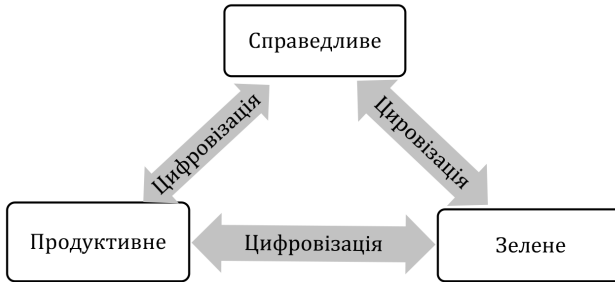 Справедливе
Цифровізація
Цировізація
Продуктивне
Цифровізація
Зелене